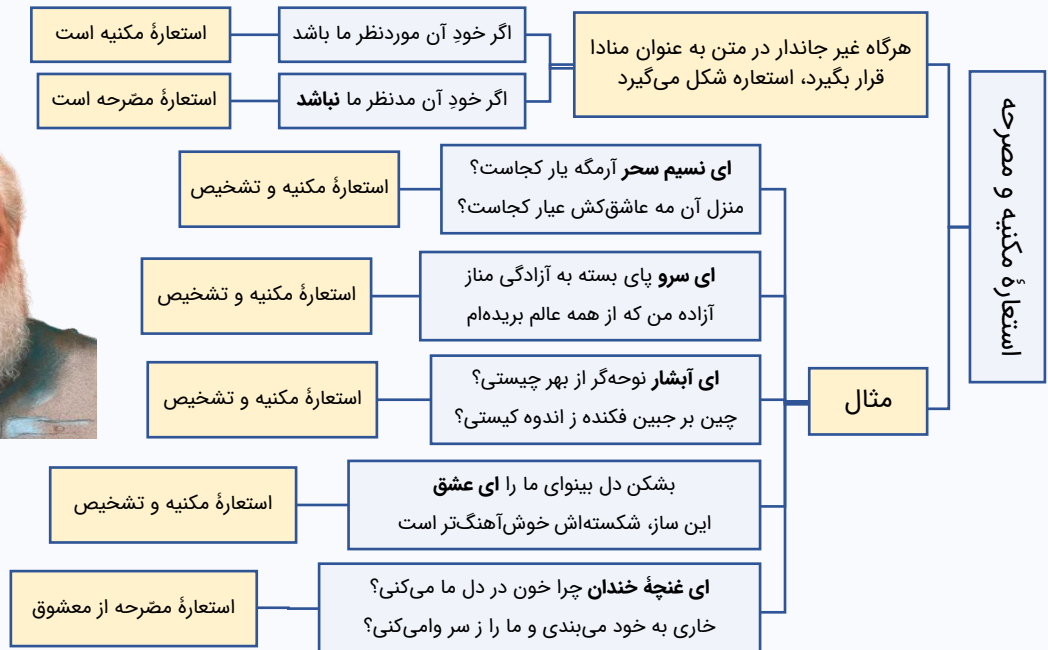 استعارهٔ مکنیه و مصرحه
هرگاه غیر جاندار در متن به عنوان منادا
قرار بگیرد، استعاره شکل می‌گیرد
اگر خودِ آن موردنظر ما باشد
استعارهٔ مکنیه است
اگر خودِ آن مدنظر ما نباشد
استعارهٔ مصّرحه است
مثال
ای نسیم سحر آرمگه یار کجاست؟
منزل آن مه عاشق‌کش عیار کجاست؟
استعارهٔ مکنیه و تشخیص
ای سرو پای بسته به آزادگی مناز
آزاده من که از همه عالم بریده‌ام
استعارهٔ مکنیه و تشخیص
ای آبشار نوحه‌گر از بهر چیستی؟
چین بر جبین فکنده ز اندوه کیستی؟
استعارهٔ مکنیه و تشخیص
بشکن دل بینوای ما را ای عشق
این ساز، شکسته‌اش خوش‌آهنگ‌تر است
استعارهٔ مکنیه و تشخیص
ای غنچهٔ خندان چرا خون در دل ما می‌کنی؟
خاری به خود می‌بندی و ما را ز سر وامی‌کنی؟
استعارهٔ مصّرحه از معشوق